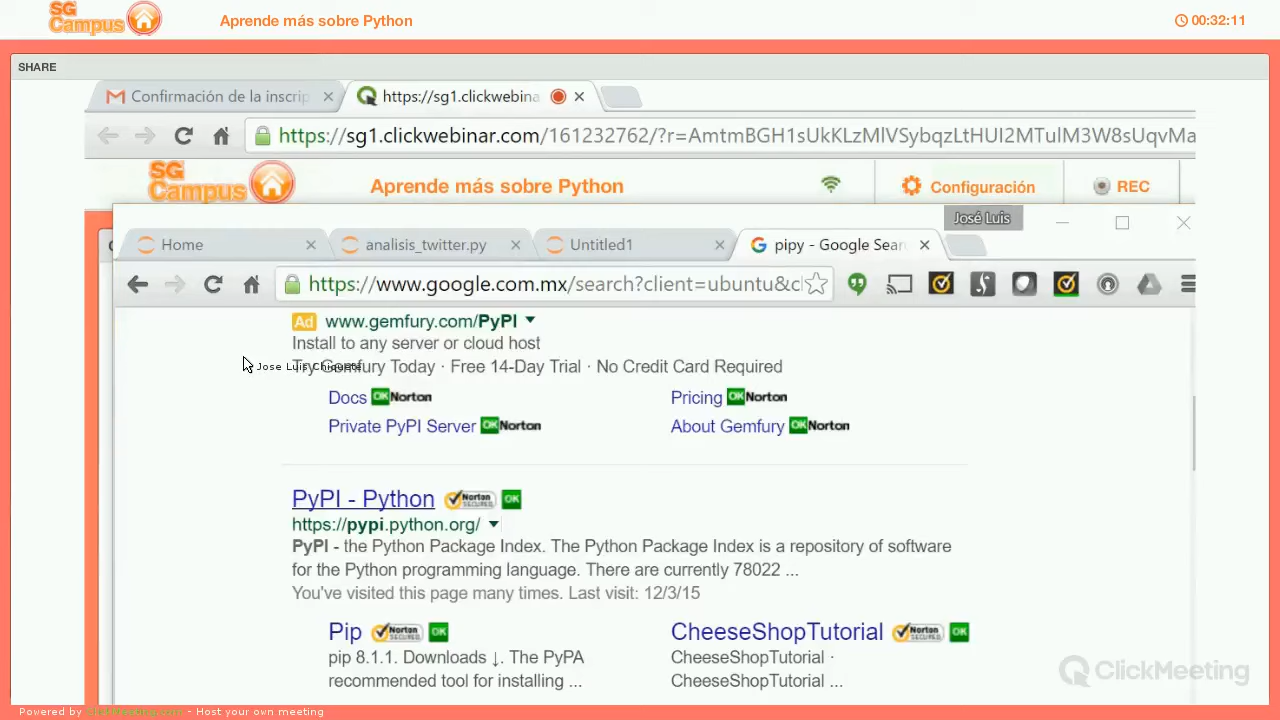 SG
Campus
Aprende más sobre Python
00:32:11
SHARE
Confirmación de la inscrip
https://sg1.clickwebina
https://sg1.clickwebinar.com/161232762/?r=AmtmBGH1sUkKLzMlVSybqzLtHUI2MTulM3W8sUqvMa
SG
Campus
Aprende más sobre Python
Configuración
REC
José Luis
Home
analisis_twitter.py
Untitled1
pipy - Google Sear
https://www.google.com.mx/search?client=ubuntu&c
Ad www.gemfury.com/PyPI
Install to any server or cloud host
Try Gemfury Today · Free 14-Day Trial · No Credit Card Required
Jose Luis Chiquete
Docs OK Norton
Pricing OK Norton
Private PyPI Server OK Norton
About Gemfury OK Norton
PyPI - Python Norton SECURED OK
https://pypi.python.org/
PyPI - the Python Package Index. The Python Package Index is a repository of software
for the Python programming language. There are currently 78022 ...
You've visited this page many times. Last visit: 12/3/15
Pip Norton SECURED OK
CheeseShopTutorial Norton SECURED OK
pip 8.1.1. Downloads ↓. The PyPA
CheeseShopTutorial ·
recommended tool for installing ...
CheeseShopTutorial ...
ClickMeeting
Powered by ClickMeeting.com - Host your own meeting